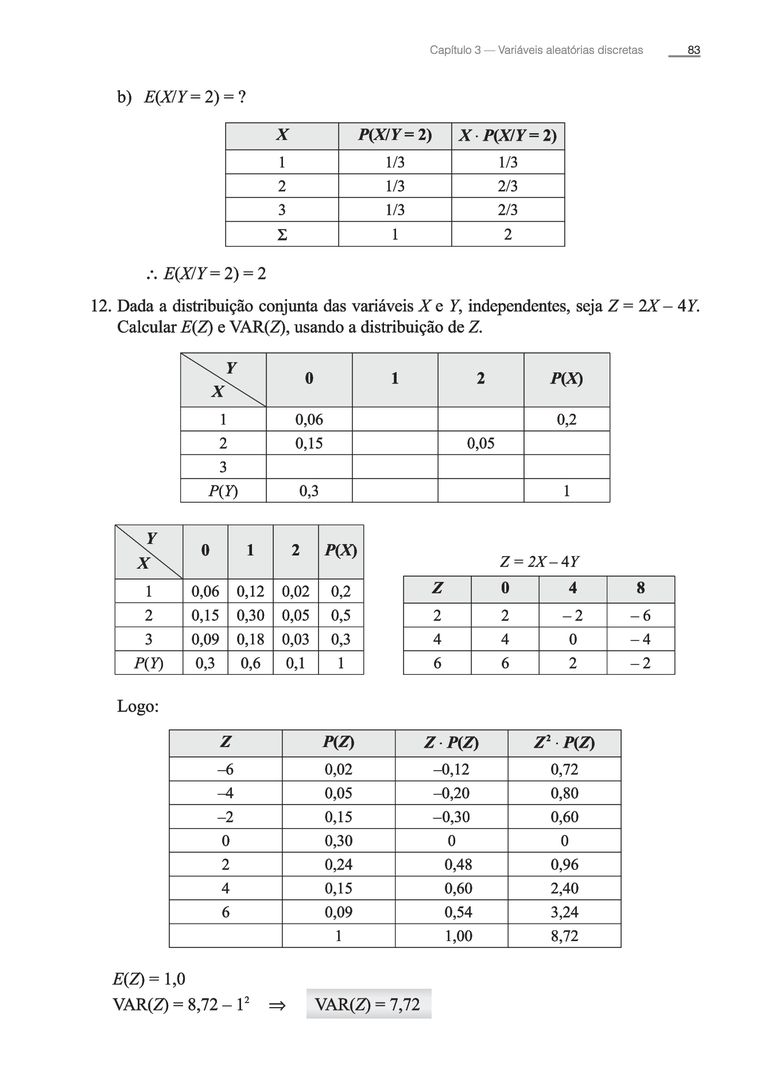 Capítulo 3 — Variáveis aleatórias discretas 83
b) E(X/Y = 2) = ?
X P(X/Y = 2) X · P(X/Y = 2)
1 1/3 1/3
2 1/3 2/3
3 1/3 2/3
Σ 1 2
∴ E(X/Y = 2) = 2
12. Dada a distribuição conjunta das variáveis X e Y, independentes, seja Z = 2X – 4Y.
Calcular E(Z) e VAR(Z), usando a distribuição de Z.
Y
X 0 1 2 P(X)
1 0,06 0,2
2 0,15 0,05
3
P(Y) 0,3 1
Y
X 0 1 2 P(X)
1 0,06 0,12 0,02 0,2
2 0,15 0,30 0,05 0,5
3 0,09 0,18 0,03 0,3
P(Y) 0,3 0,6 0,1 1
Z = 2X – 4Y
Z 0 4 8
2 2 – 2 – 6
4 4 0 – 4
6 6 2 – 2
Logo:
Z P(Z) Z · P(Z) Z² · P(Z)
–6 0,02 –0,12 0,72
–4 0,05 –0,20 0,80
–2 0,15 –0,30 0,60
0 0,30 0 0
2 0,24 0,48 0,96
4 0,15 0,60 2,40
6 0,09 0,54 3,24
1 1,00 8,72
E(Z) = 1,0
VAR(Z) = 8,72 – 1² ⇒ VAR(Z) = 7,72